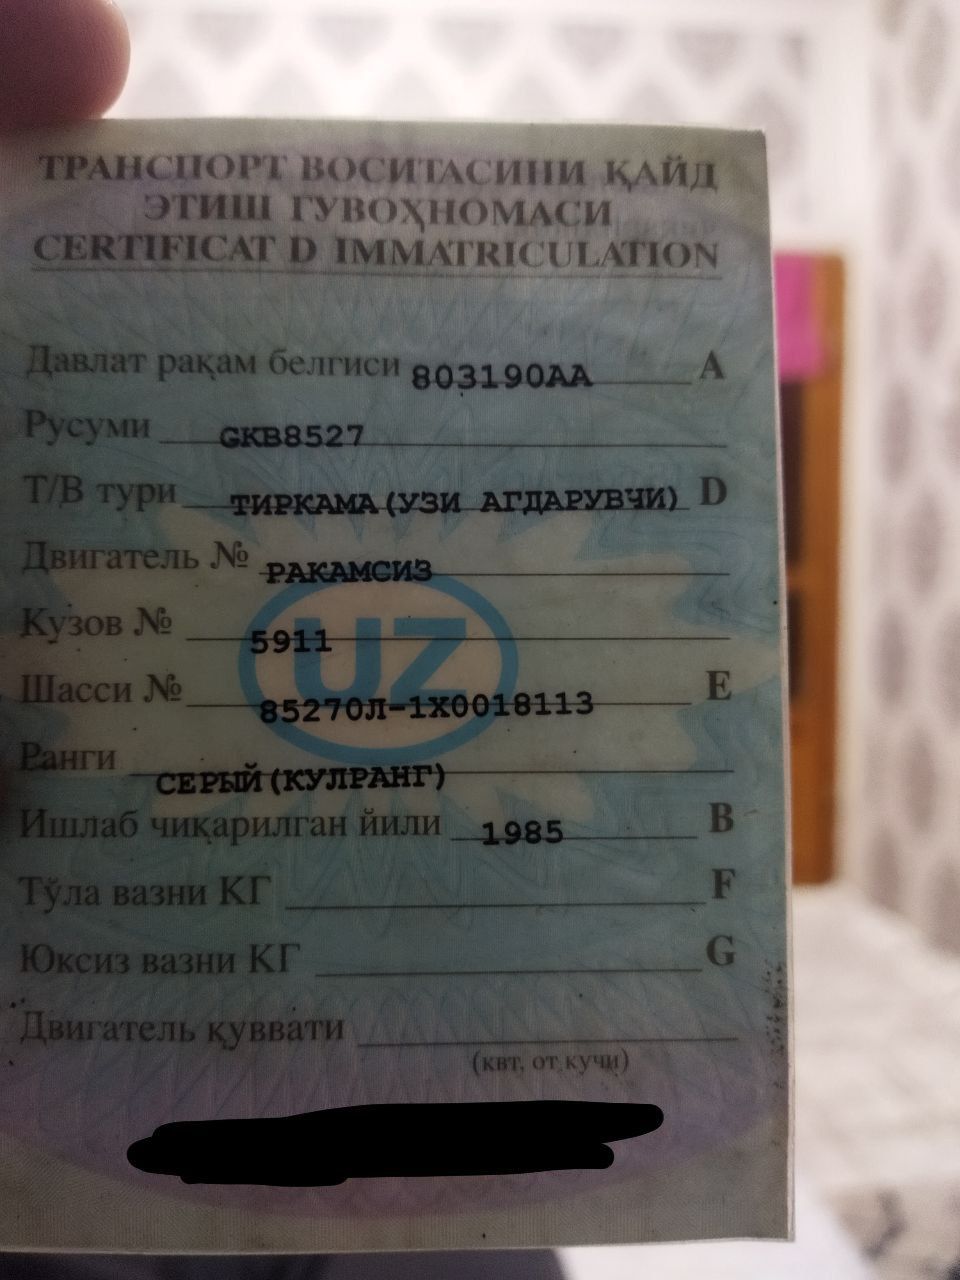 ТРАНСПОРТ ВОСИТАСИНИ ҚАЙД
ЭТИШ ГУВОҲНОМАСИ
CERTIFICAT D IMMATRICULATION
Давлат рақам белгиси 803190АА A
Русуми GKB8527
Т/В тури ТИРКАМА(УЗИ АГДАРУВЧИ) D
Двигатель № РАКАМСИЗ
Кузов № 5911
UZ
Шасси № 85270Л-1Х0018113 E
Ранги СЕРЫЙ(КУЛРАНГ)
Ишлаб чиқарилган йили 1985 B
Тўла вазни КГ F
Юксиз вазни КГ G
Двигатель қуввати
(квт, от кучи)